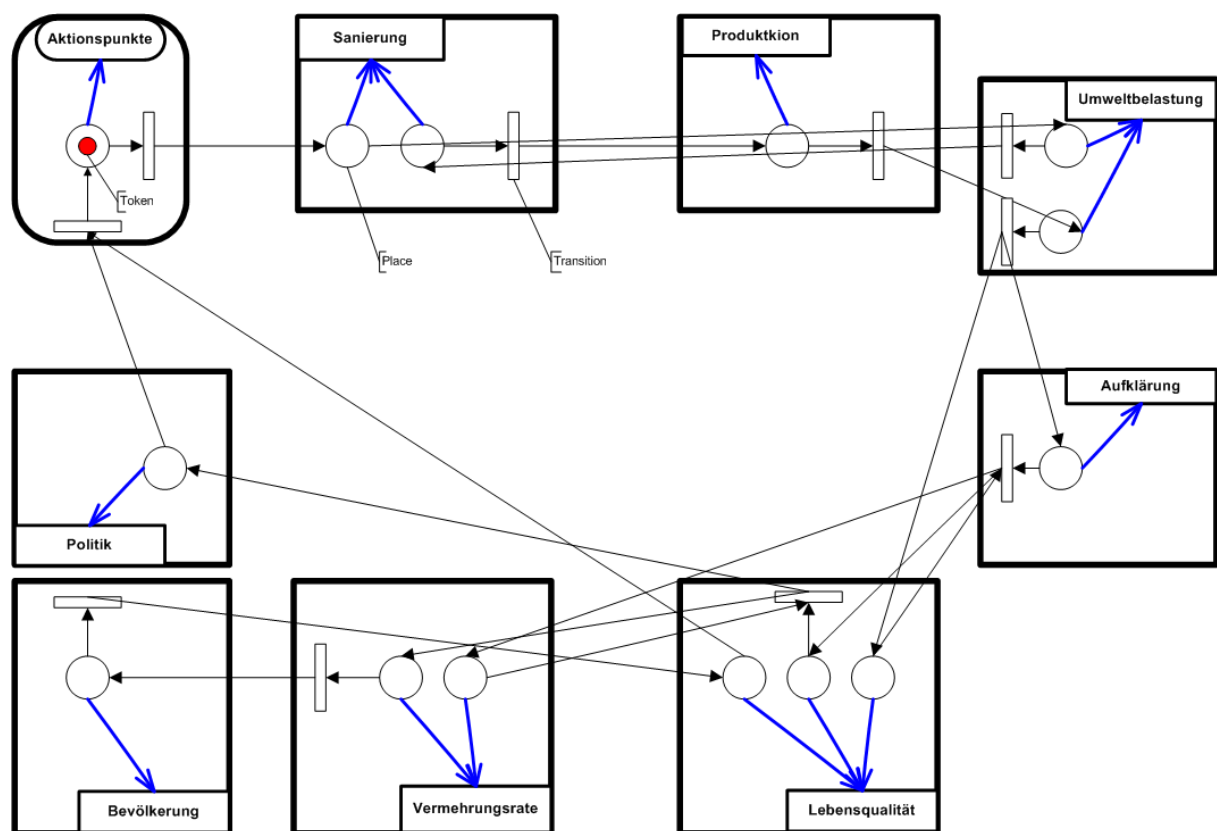 Aktionspunkte
Sanierung
Produktkion
Umweltbelastung
Token
Place
Transition
Aufklärung
Politik
Bevölkerung
Vermehrungsrate
Lebensqualität